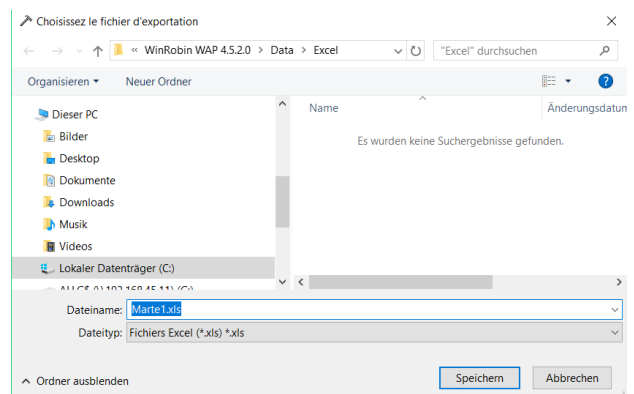 Choisissez le fichier d'exportation
« WinRobin WAP 4.5.2.0 > Data > Excel
"Excel" durchsuchen
Organisieren
Neuer Ordner
Dieser PC
Bilder
Desktop
Dokumente
Downloads
Musik
Videos
Lokaler Datenträger (C:)
Name
Änderungsdatum
Es wurden keine Suchergebnisse gefunden.
Dateiname: Marte1.xls
Dateityp: Fichiers Excel (*.xls) *.xls
Ordner ausblenden
Speichern
Abbrechen